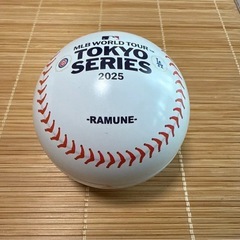 MLB WORLD TOUR
TOKYO
SERIES
2025
-RAMUNE-